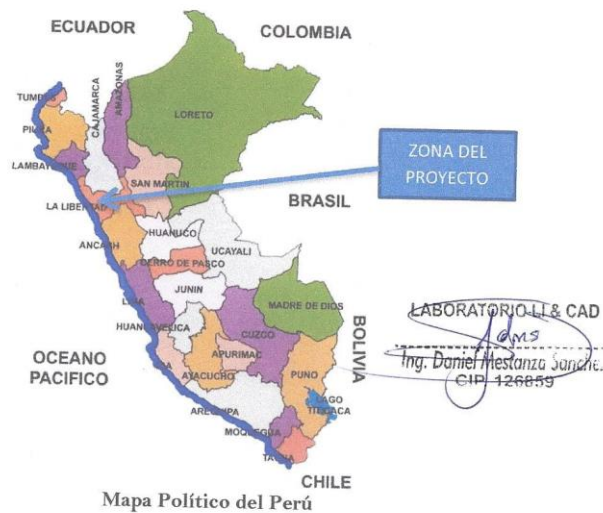 ECUADOR
COLOMBIA
TUMBES
PIURA
CAJAMARCA
AMAZONAS
LORETO
LAMBAYEQUE
SAN MARTIN
ZONA DEL
PROYECTO
LA LIBERTAD
BRASIL
ANCASH
HUANUCO
UCAYALI
CERRO DE PASCO
JUNIN
LIMA
MADRE DE DIOS
HUANCAVELICA
CUZCO
OCEANO
PACIFICO
ICA
APURIMAC
AYACUCHO
PUNO
BOLIVIA
LAGO
TITICACA
AREQUIPA
MOQUEGUA
TACNA
CHILE
LABORATORIO LI & CAD
Ing. Daniel Mestanza Sanchez
CIP. 126859
Mapa Político del Perú